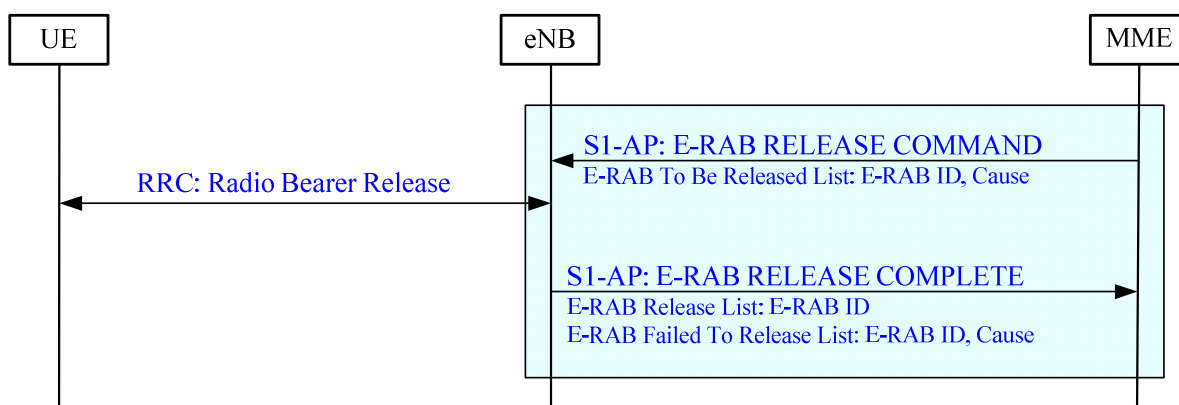 UE
eNB
MME
S1-AP: E-RAB RELEASE COMMAND
E-RAB To Be Released List: E-RAB ID, Cause
RRC: Radio Bearer Release
S1-AP: E-RAB RELEASE COMPLETE
E-RAB Release List: E-RAB ID
E-RAB Failed To Release List: E-RAB ID, Cause